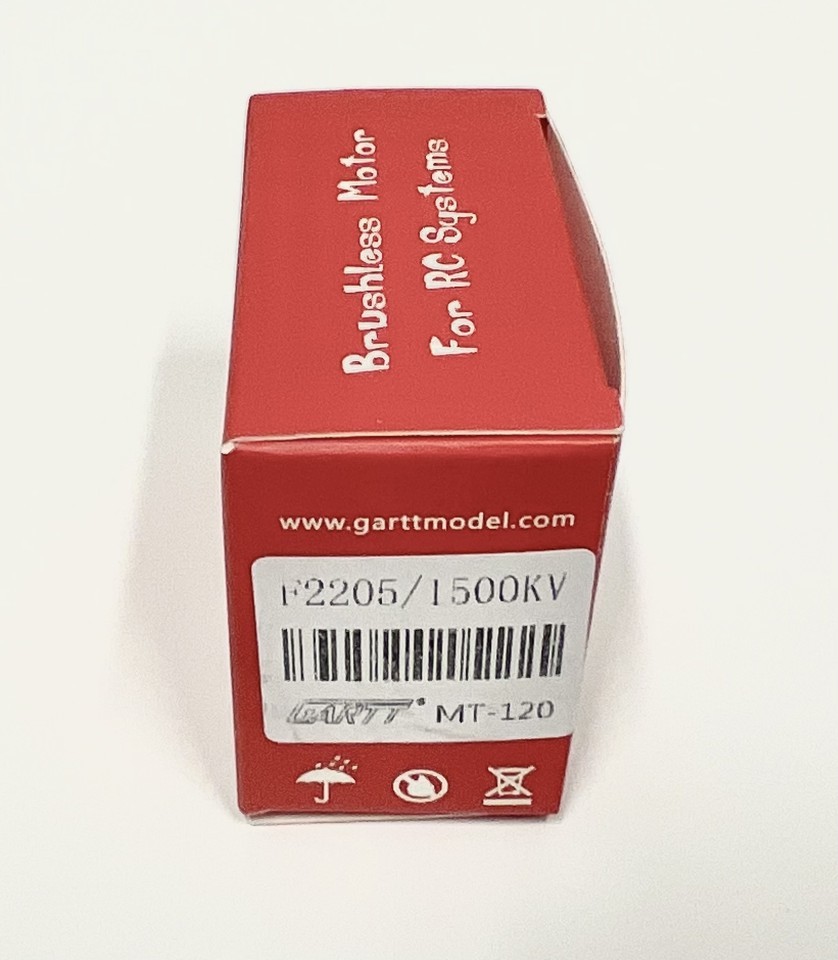 Brushless Motor
For RC Systems
www.garttmodel.com
F2205/1500KV
GARTT® MT-120